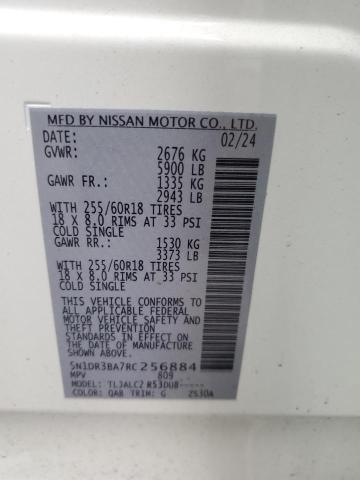 MFD BY NISSAN MOTOR CO., LTD.
DATE: 02/24
GVWR: 2676 KG
5900 LB
GAWR FR.: 1335 KG
2943 LB
WITH 255/60R18 TIRES
18 X 8.0 RIMS AT 33 PSI
COLD SINGLE
GAWR RR.: 1530 KG
3373 LB
WITH 255/60R18 TIRES
18 X 8.0 RIMS AT 33 PSI
COLD SINGLE
THIS VEHICLE CONFORMS TO
ALL APPLICABLE FEDERAL
MOTOR VEHICLE SAFETY AND
THEFT PREVENTION
STANDARDS IN EFFECT ON
THE DATE OF MANUFACTURE
SHOWN ABOVE.
5N1DR3BA7RC256884
MPV 809
TLJALC2 R53DUB-----
COLOR: QAB TRIM: G 2530A